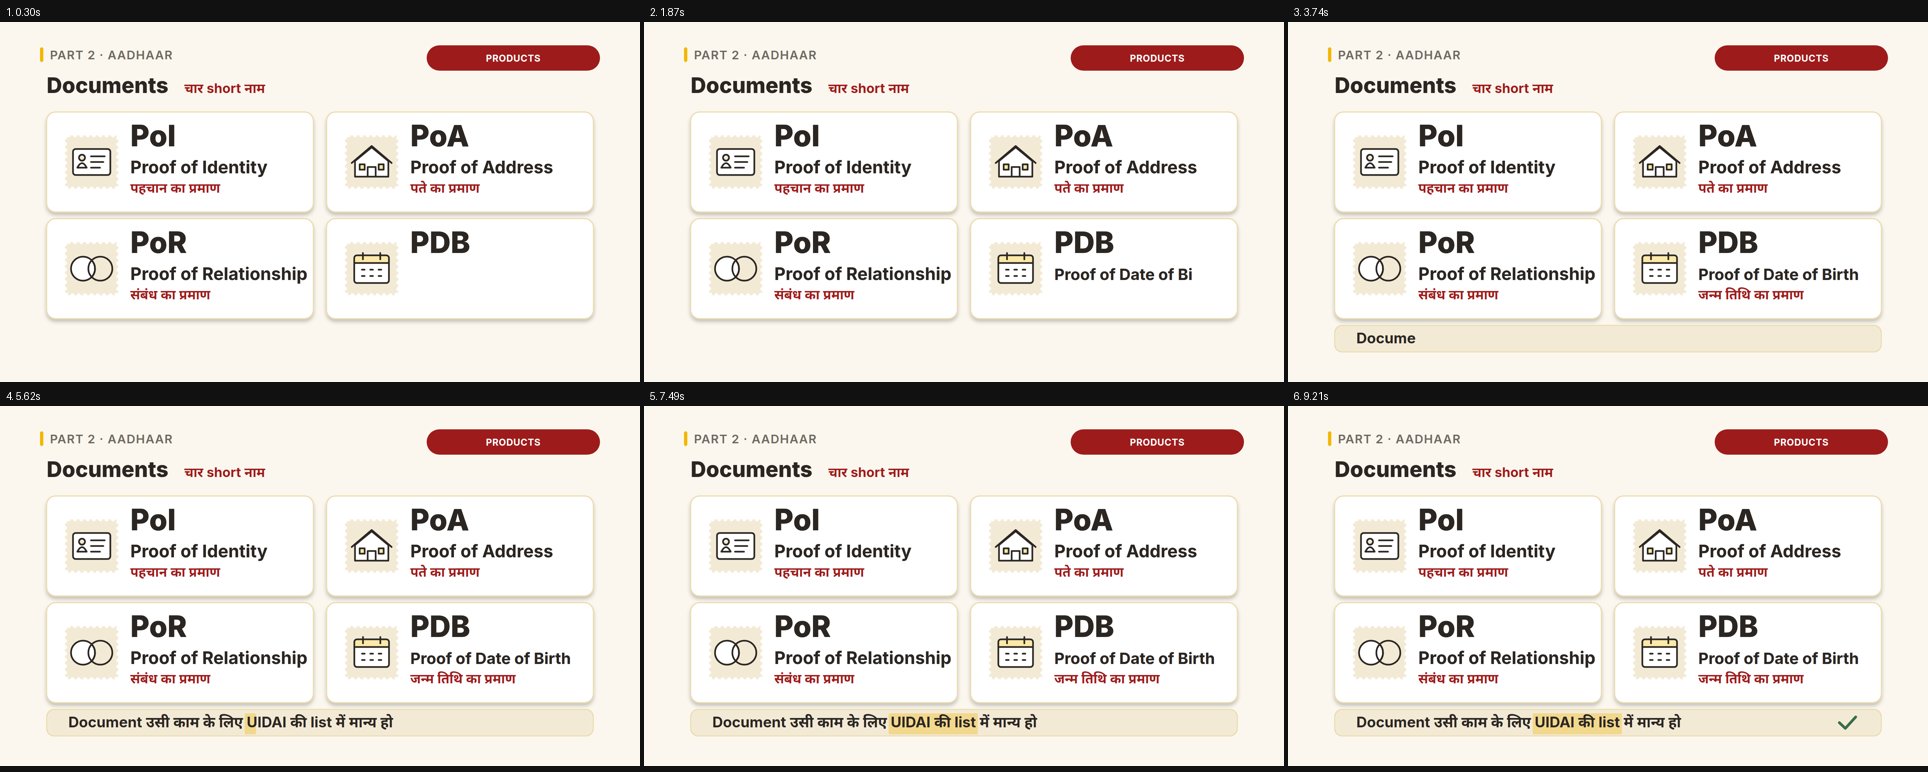 1. 0.30s
PART 2 · AADHAAR
PRODUCTS
Documents चार short नाम
PoI
Proof of Identity
पहचान का प्रमाण
PoA
Proof of Address
पते का प्रमाण
PoR
Proof of Relationship
संबंध का प्रमाण
PDB
2. 1.87s
PART 2 · AADHAAR
PRODUCTS
Documents चार short नाम
PoI
Proof of Identity
पहचान का प्रमाण
PoA
Proof of Address
पते का प्रमाण
PoR
Proof of Relationship
संबंध का प्रमाण
PDB
Proof of Date of Bi
3. 3.74s
PART 2 · AADHAAR
PRODUCTS
Documents चार short नाम
PoI
Proof of Identity
पहचान का प्रमाण
PoA
Proof of Address
पते का प्रमाण
PoR
Proof of Relationship
संबंध का प्रमाण
PDB
Proof of Date of Birth
जन्म तिथि का प्रमाण
Docume
4. 5.62s
PART 2 · AADHAAR
PRODUCTS
Documents चार short नाम
PoI
Proof of Identity
पहचान का प्रमाण
PoA
Proof of Address
पते का प्रमाण
PoR
Proof of Relationship
संबंध का प्रमाण
PDB
Proof of Date of Birth
जन्म तिथि का प्रमाण
Document उसी काम के लिए UIDAI की list में मान्य हो
5. 7.49s
PART 2 · AADHAAR
PRODUCTS
Documents चार short नाम
PoI
Proof of Identity
पहचान का प्रमाण
PoA
Proof of Address
पते का प्रमाण
PoR
Proof of Relationship
संबंध का प्रमाण
PDB
Proof of Date of Birth
जन्म तिथि का प्रमाण
Document उसी काम के लिए UIDAI की list में मान्य हो
6. 9.21s
PART 2 · AADHAAR
PRODUCTS
Documents चार short नाम
PoI
Proof of Identity
पहचान का प्रमाण
PoA
Proof of Address
पते का प्रमाण
PoR
Proof of Relationship
संबंध का प्रमाण
PDB
Proof of Date of Birth
जन्म तिथि का प्रमाण
Document उसी काम के लिए UIDAI की list में मान्य हो